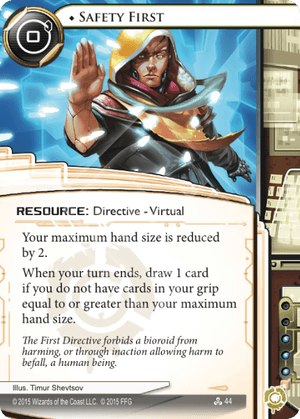 ◆ Safety First
0
RESOURCE: Directive - Virtual
Your maximum hand size is reduced
by 2.
When your turn ends, draw 1 card
if you do not have cards in your grip
equal to or greater than your maximum
hand size.
The First Directive forbids a bioroid from
harming, or through inaction allowing harm to
befall, a human being.
Illus. Timur Shevtsov
© 2015 Wizards of the Coast LLC. © 2015 FFG
44